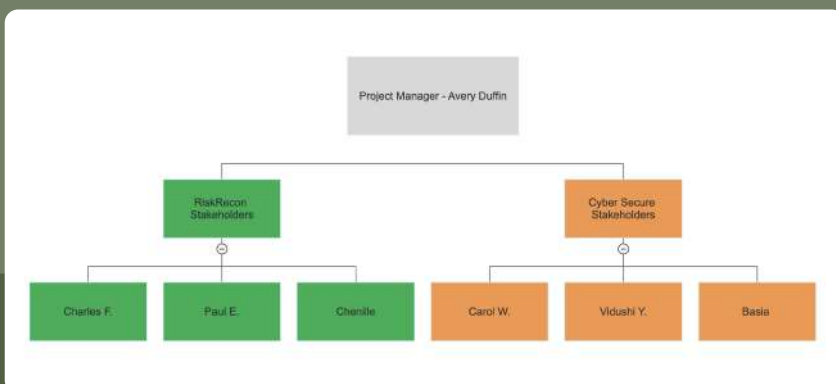 Project Manager - Avery Duffin
RiskRecon
Stakeholders
Cyber Secure
Stakeholders
Charles F.
Paul E.
Chenille
Carol W.
Vidushi Y.
Basia